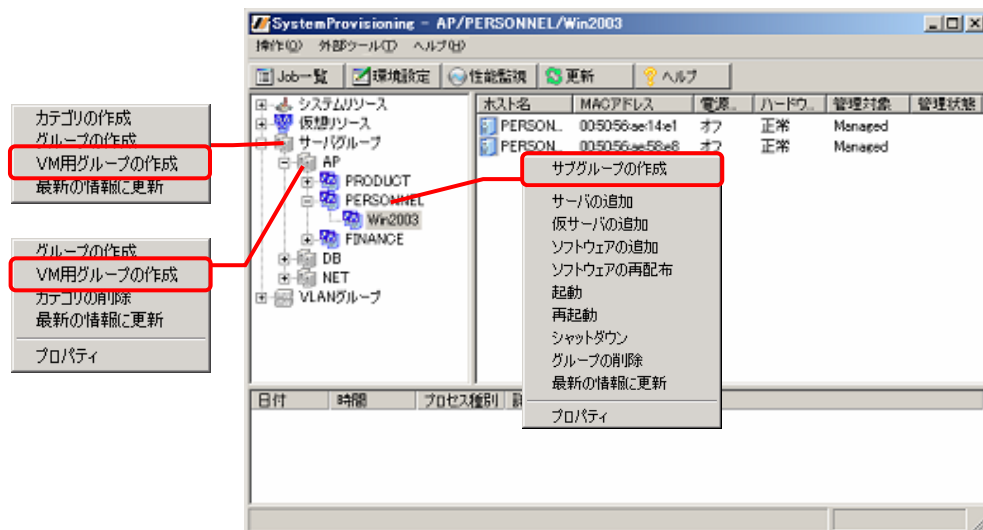 SystemProvisioning - AP/PERSONNEL/Win2003
操作(O) 外部ツール(T) ヘルプ(H)
Job一覧 環境設定 性能監視 更新 ヘルプ
カテゴリの作成
グループの作成
VM用グループの作成
最新の情報に更新
グループの作成
VM用グループの作成
カテゴリの削除
最新の情報に更新
プロパティ
システムリソース
仮想リソース
サーバグループ
AP
PRODUCT
PERSONNEL
Win2003
FINANCE
DB
NET
VLANグループ
ホスト名 MACアドレス 電源... ハードウ... 管理対象 管理状態
PERSON... 005056:ae:14:e1 オフ 正常 Managed
PERSON... 005056:ae:58:e8 オフ 正常 Managed
サブグループの作成
サーバの追加
仮サーバの追加
ソフトウェアの追加
ソフトウェアの再配布
起動
再起動
シャットダウン
グループの削除
最新の情報に更新
プロパティ
日付 時間 プロセス種別